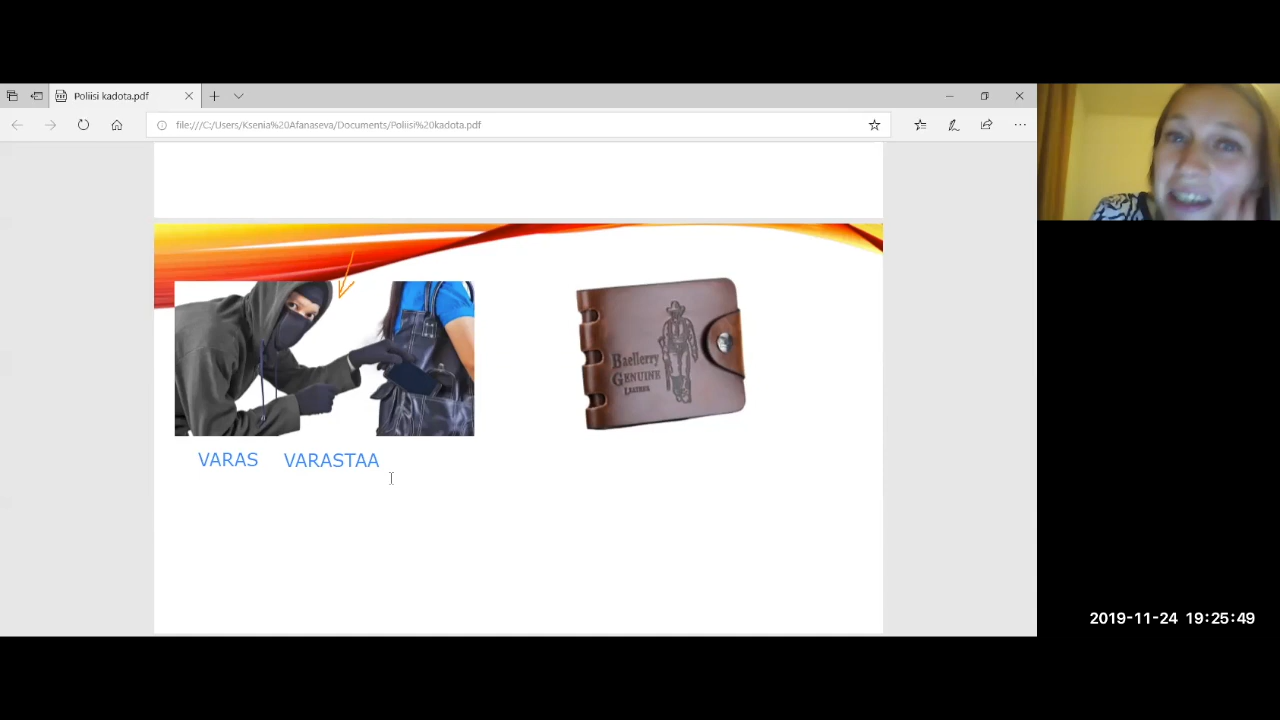 Poliisi kadota.pdf
file:///C:/Users/Ksenia%20Afanaseva/Documents/Poliisi%20kadota.pdf
Baellerry
GENUINE
LEATHER
VARAS VARASTAA
2019-11-24 19:25:49